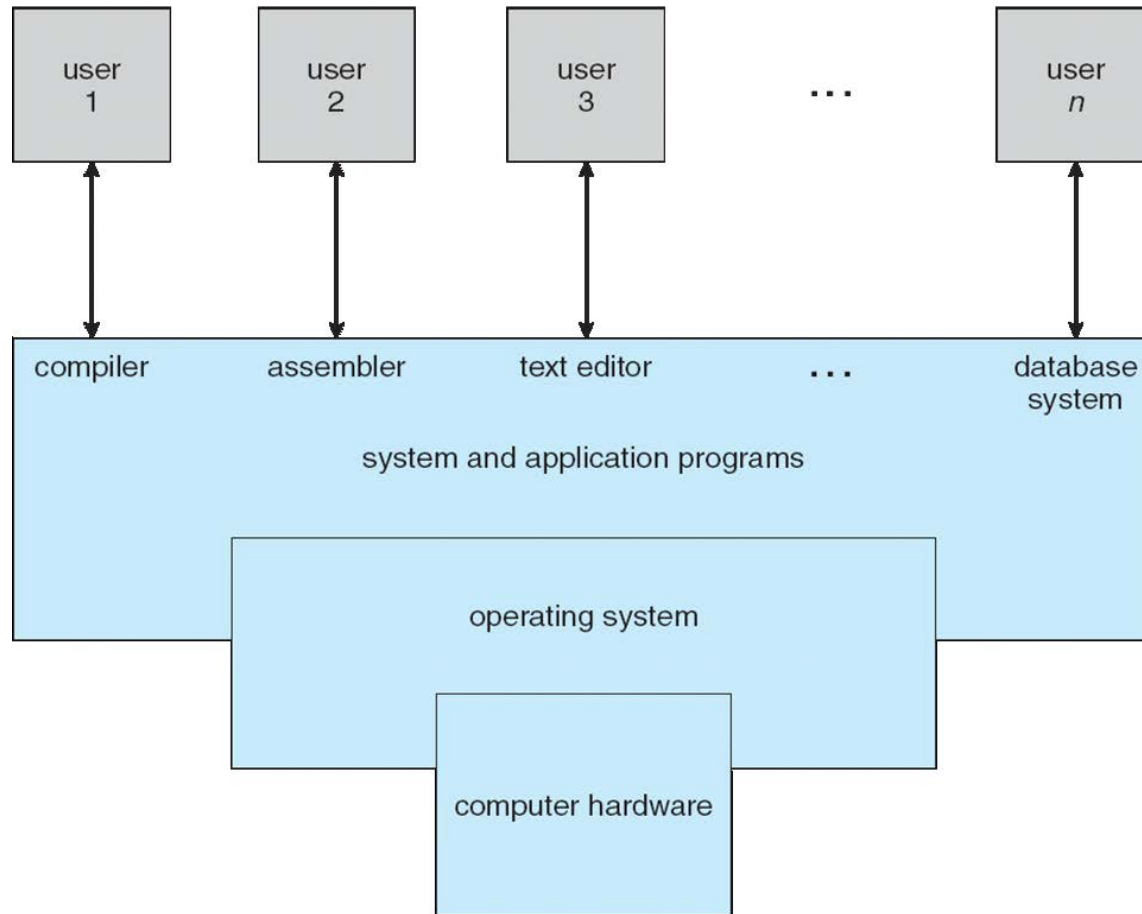 user
1
user
2
user
3
...
user
n
compiler
assembler
text editor
...
database
system
system and application programs
operating system
computer hardware